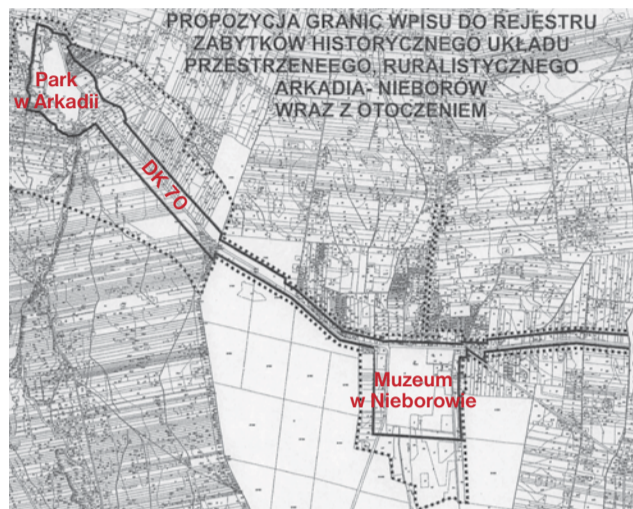 PROPOZYCJA GRANIC WPISU DO REJESTRU
ZABYTKÓW HISTORYCZNEGO UKŁADU
PRZESTRZENEEGO, RURALISTYCZNEGO
ARKADIA- NIEBORÓW
WRAZ Z OTOCZENIEM
Park
w Arkadii
DK 70
Muzeum
w Nieborowie